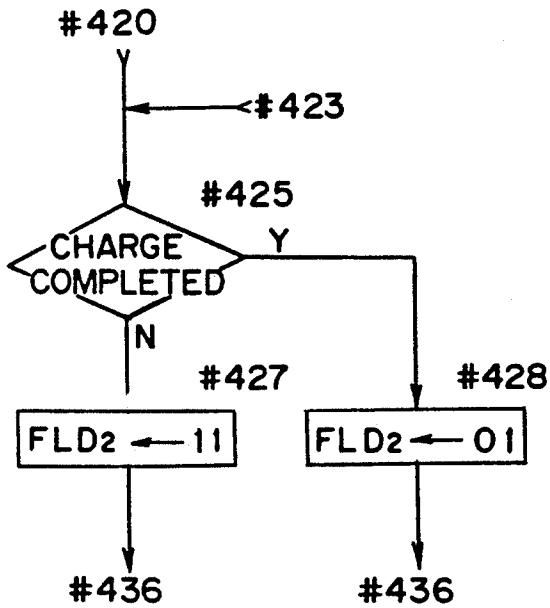 #420
#423
#425
CHARGE
COMPLETED
Y
N
#427
#428
FLD2 ← 11
FLD2 ← 01
#436
#436